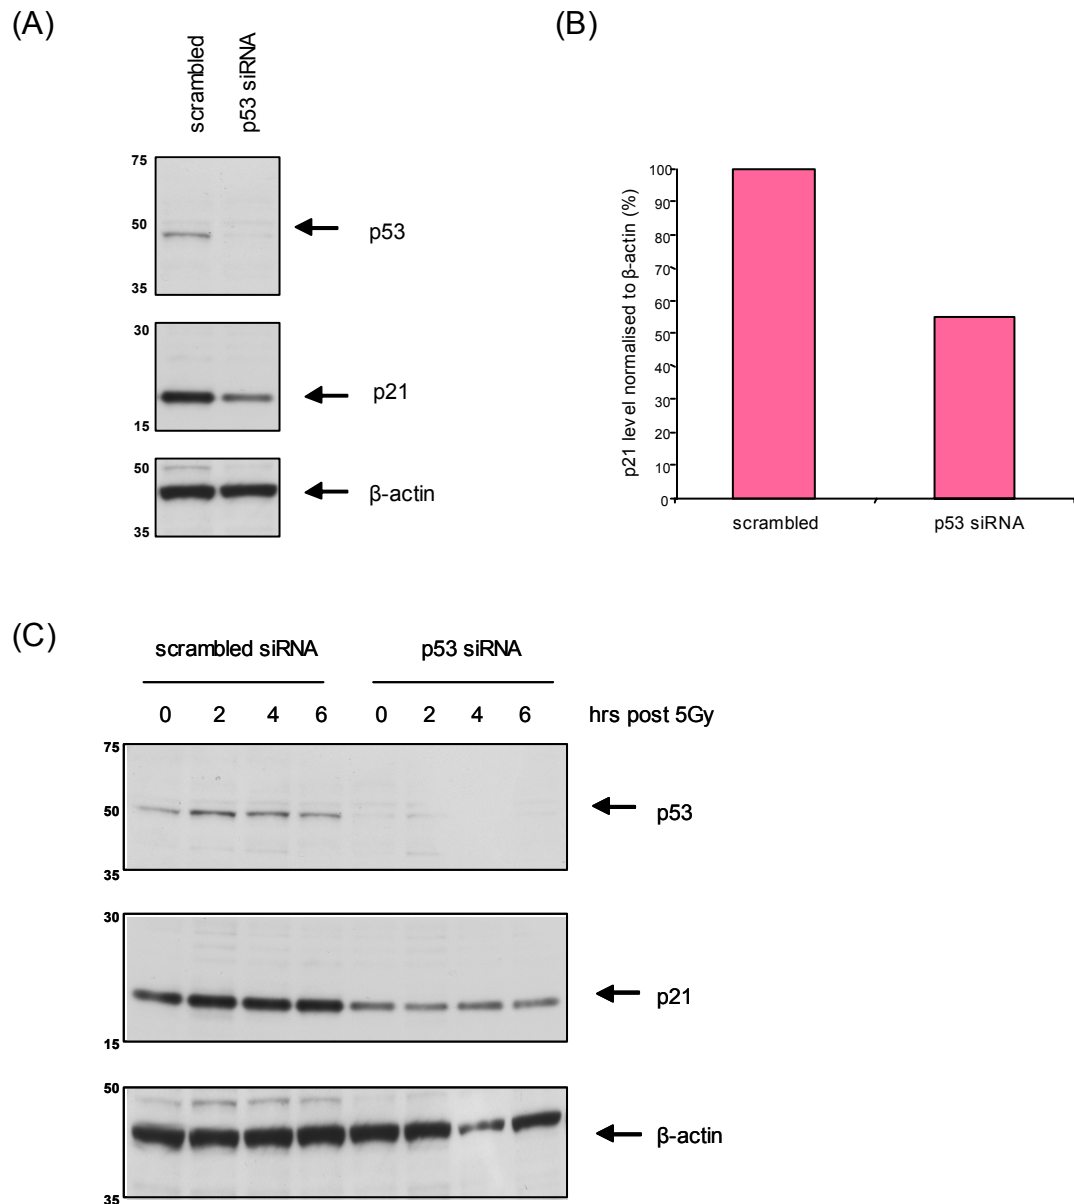 (A)
scrambled
p53 siRNA
75
50
35
p53
30
15
p21
50
35
β-actin
(B)
p21 level normalised to β-actin (%)
100
90
80
70
60
50
40
30
20
10
0
scrambled
p53 siRNA
(C)
scrambled siRNA
p53 siRNA
0 2 4 6 0 2 4 6 hrs post 5Gy
75
50
35
p53
30
15
p21
50
35
β-actin